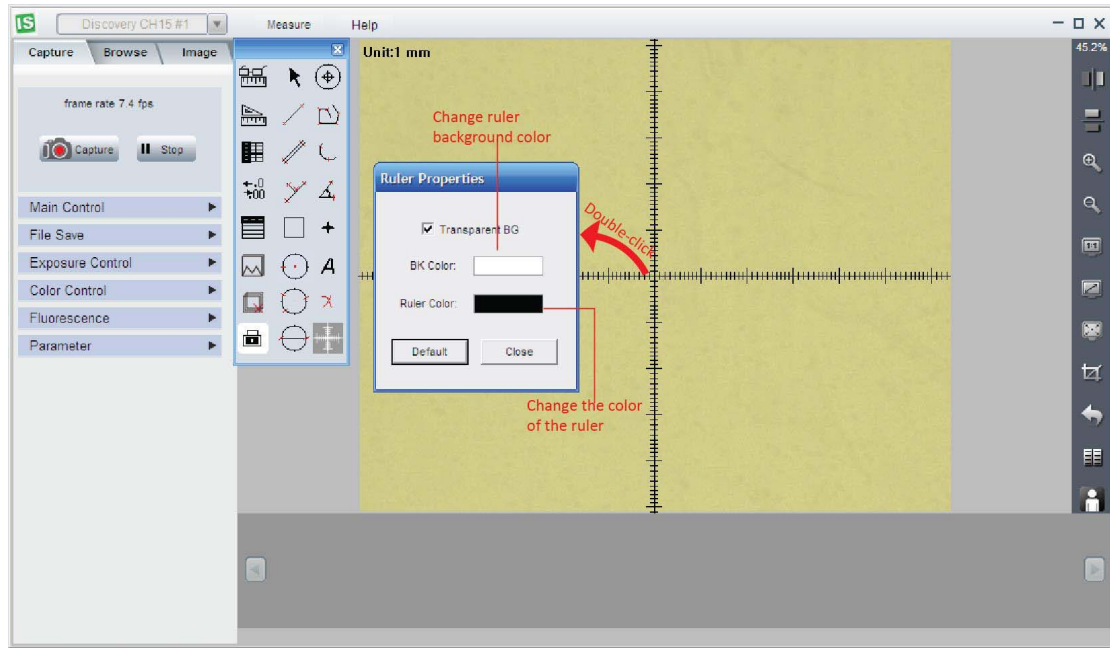 IS
Discovery CH15 #1
Measure
Help
Capture
Browse
Image
Unit:1 mm
45.2%
frame rate 7.4 fps
Capture
Stop
Main Control
File Save
Exposure Control
Color Control
Fluorescence
Parameter
Change ruler
background color
Ruler Properties
Transparent BG
BK Color:
Ruler Color:
Default
Close
Double-click
Change the color
of the ruler